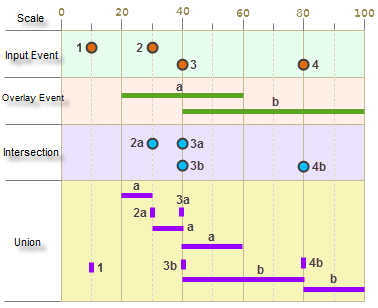 Scale 0 20 40 60 80 100
Input Event 1 2
3 4
Overlay Event a
b
Intersection 2a 3a
3b 4b
a
2a 3a
a
Union a
1 3b b 4b
b